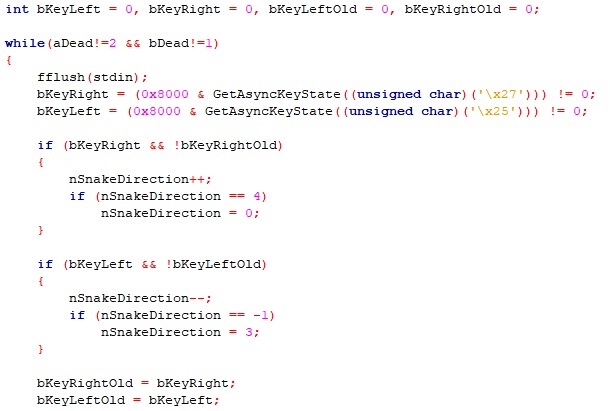 int bKeyLeft = 0, bKeyRight = 0, bKeyLeftOld = 0, bKeyRightOld = 0;

while(aDead!=2 && bDead!=1)
{
    fflush(stdin);
    bKeyRight = (0x8000 & GetAsyncKeyState((unsigned char)('\x27'))) != 0;
    bKeyLeft = (0x8000 & GetAsyncKeyState((unsigned char)('\x25'))) != 0;

    if (bKeyRight && !bKeyRightOld)
    {
        nSnakeDirection++;
        if (nSnakeDirection == 4)
            nSnakeDirection = 0;
    }

    if (bKeyLeft && !bKeyLeftOld)
    {
        nSnakeDirection--;
        if (nSnakeDirection == -1)
            nSnakeDirection = 3;
    }

    bKeyRightOld = bKeyRight;
    bKeyLeftOld = bKeyLeft;